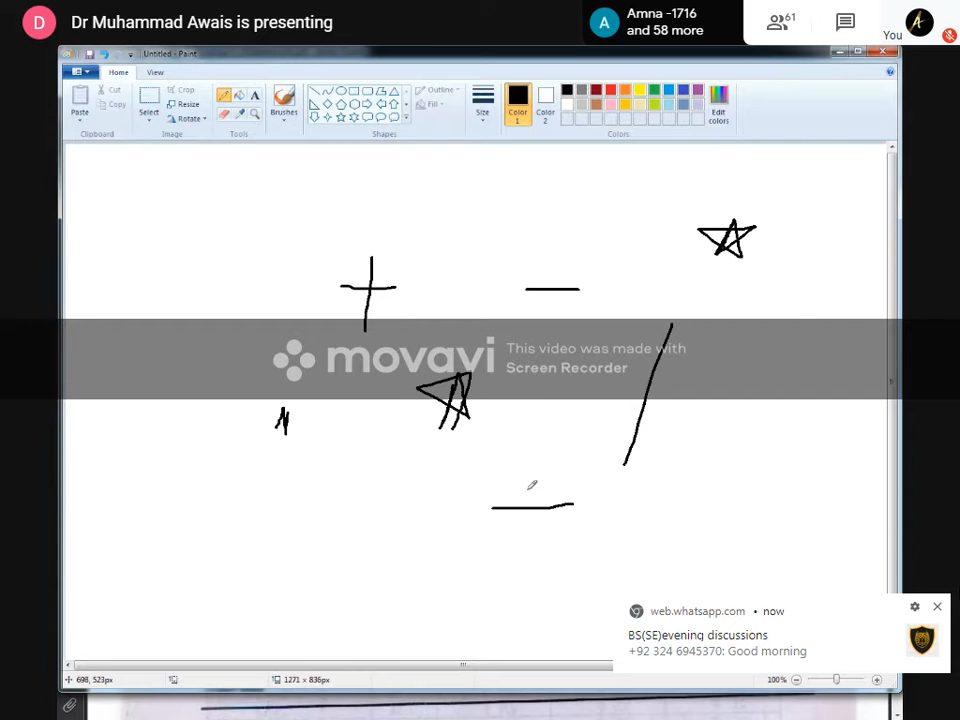 D Dr Muhammad Awais is presenting
A Amna -1716
and 58 more
61
You
Untitled - Paint
Home View
Paste
Cut
Copy
Clipboard
Select
Crop
Resize
Rotate
Image
A
Tools
Brushes
Shapes
Outline
Fill
Size
Color
1
Color
2
Edit
colors
Colors
+ —
movavi
This video was made with
Screen Recorder
/
web.whatsapp.com • now
BS(SE)evening discussions
+92 324 6945370: Good morning
698, 523px
1271 × 836px
100%